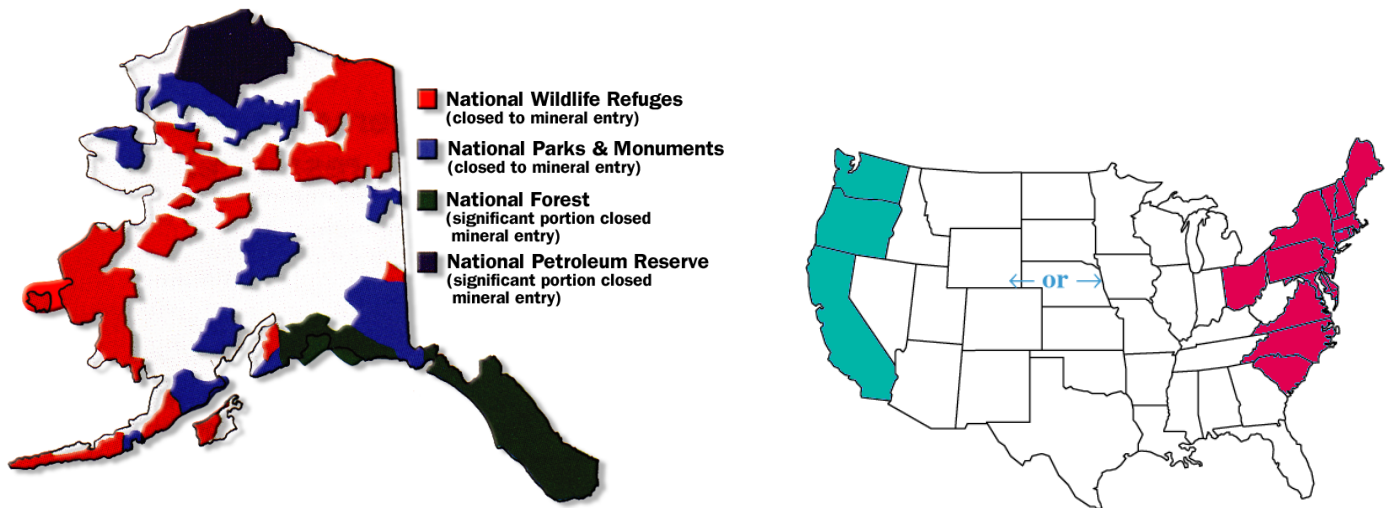 National Wildlife Refuges
(closed to mineral entry)
National Parks & Monuments
(closed to mineral entry)
National Forest
(significant portion closed
mineral entry)
National Petroleum Reserve
(significant portion closed
mineral entry)
← or →